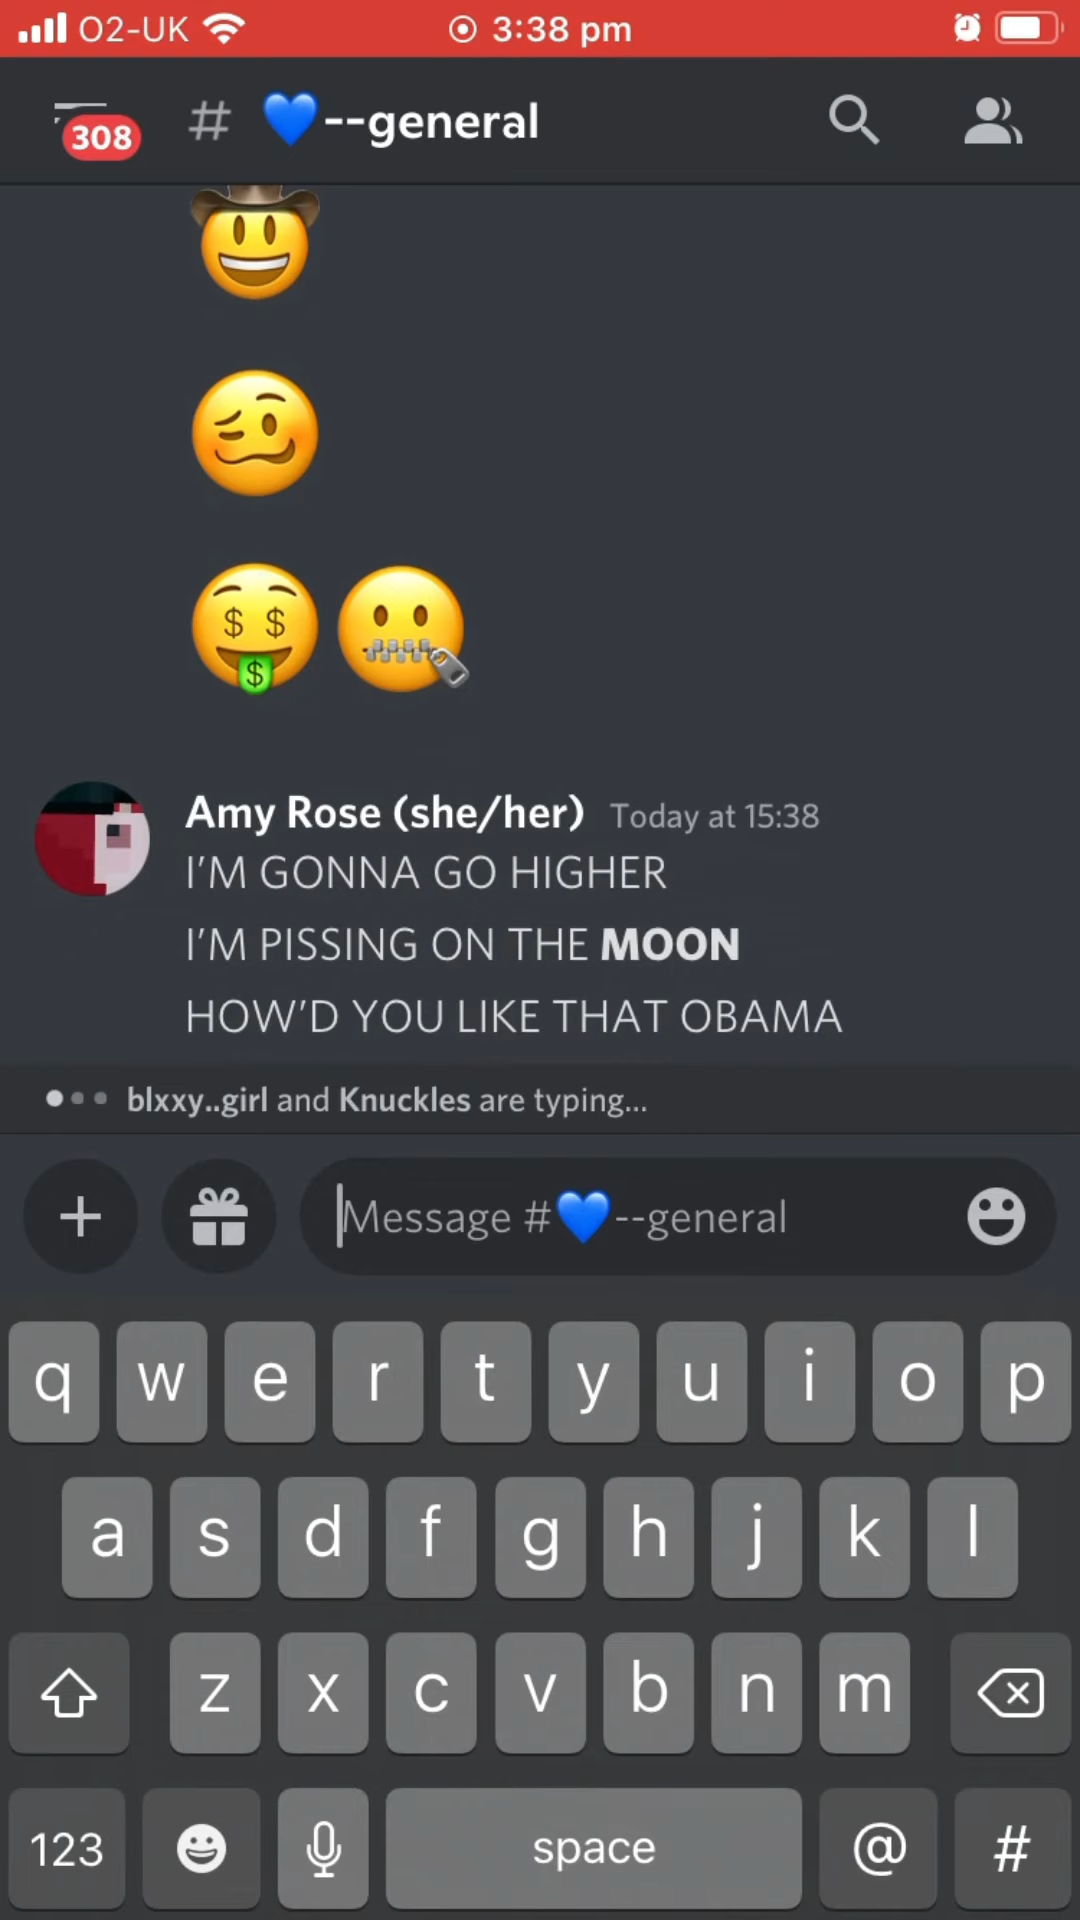 O2-UK 3:38 pm
308 # 💙--general
Amy Rose (she/her) Today at 15:38
I'M GONNA GO HIGHER
I'M PISSING ON THE MOON
HOW'D YOU LIKE THAT OBAMA
blxxy..girl and Knuckles are typing...
Message #💙--general
q w e r t y u i o p
a s d f g h j k l
z x c v b n m
123 space @ #